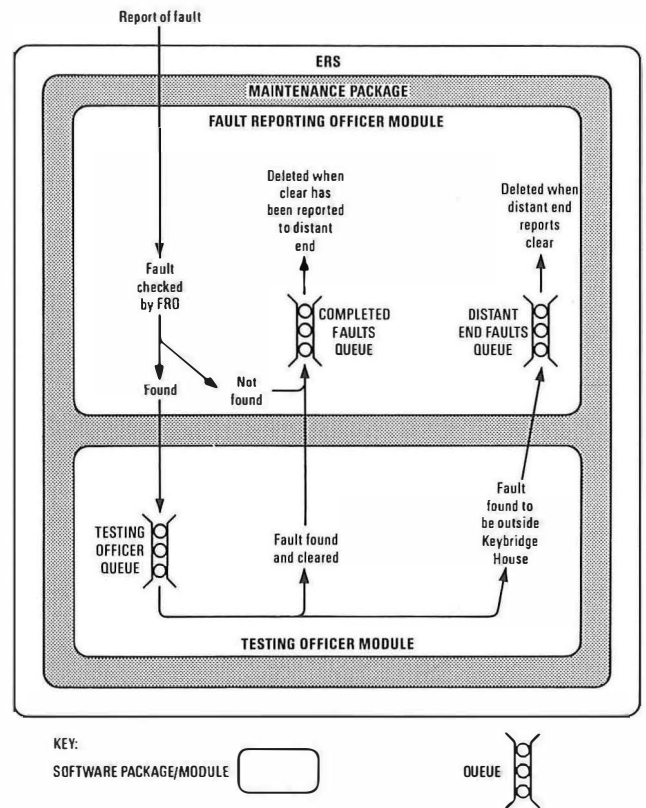 Report of fault
ERS
MAINTENANCE PACKAGE
FAULT REPORTING OFFICER MODULE
Deleted when
clear has
been reported
to distant
end
Deleted when
distant end
reports
clear
Fault
checked
by FRO
COMPLETED
FAULTS
QUEUE
DISTANT
END FAULTS
QUEUE
Found
Not
found
TESTING
OFFICER
QUEUE
Fault found
and cleared
Fault
found to
be outside
Keybridge
House
TESTING OFFICER MODULE
KEY:
SOFTWARE PACKAGE/MODULE
QUEUE